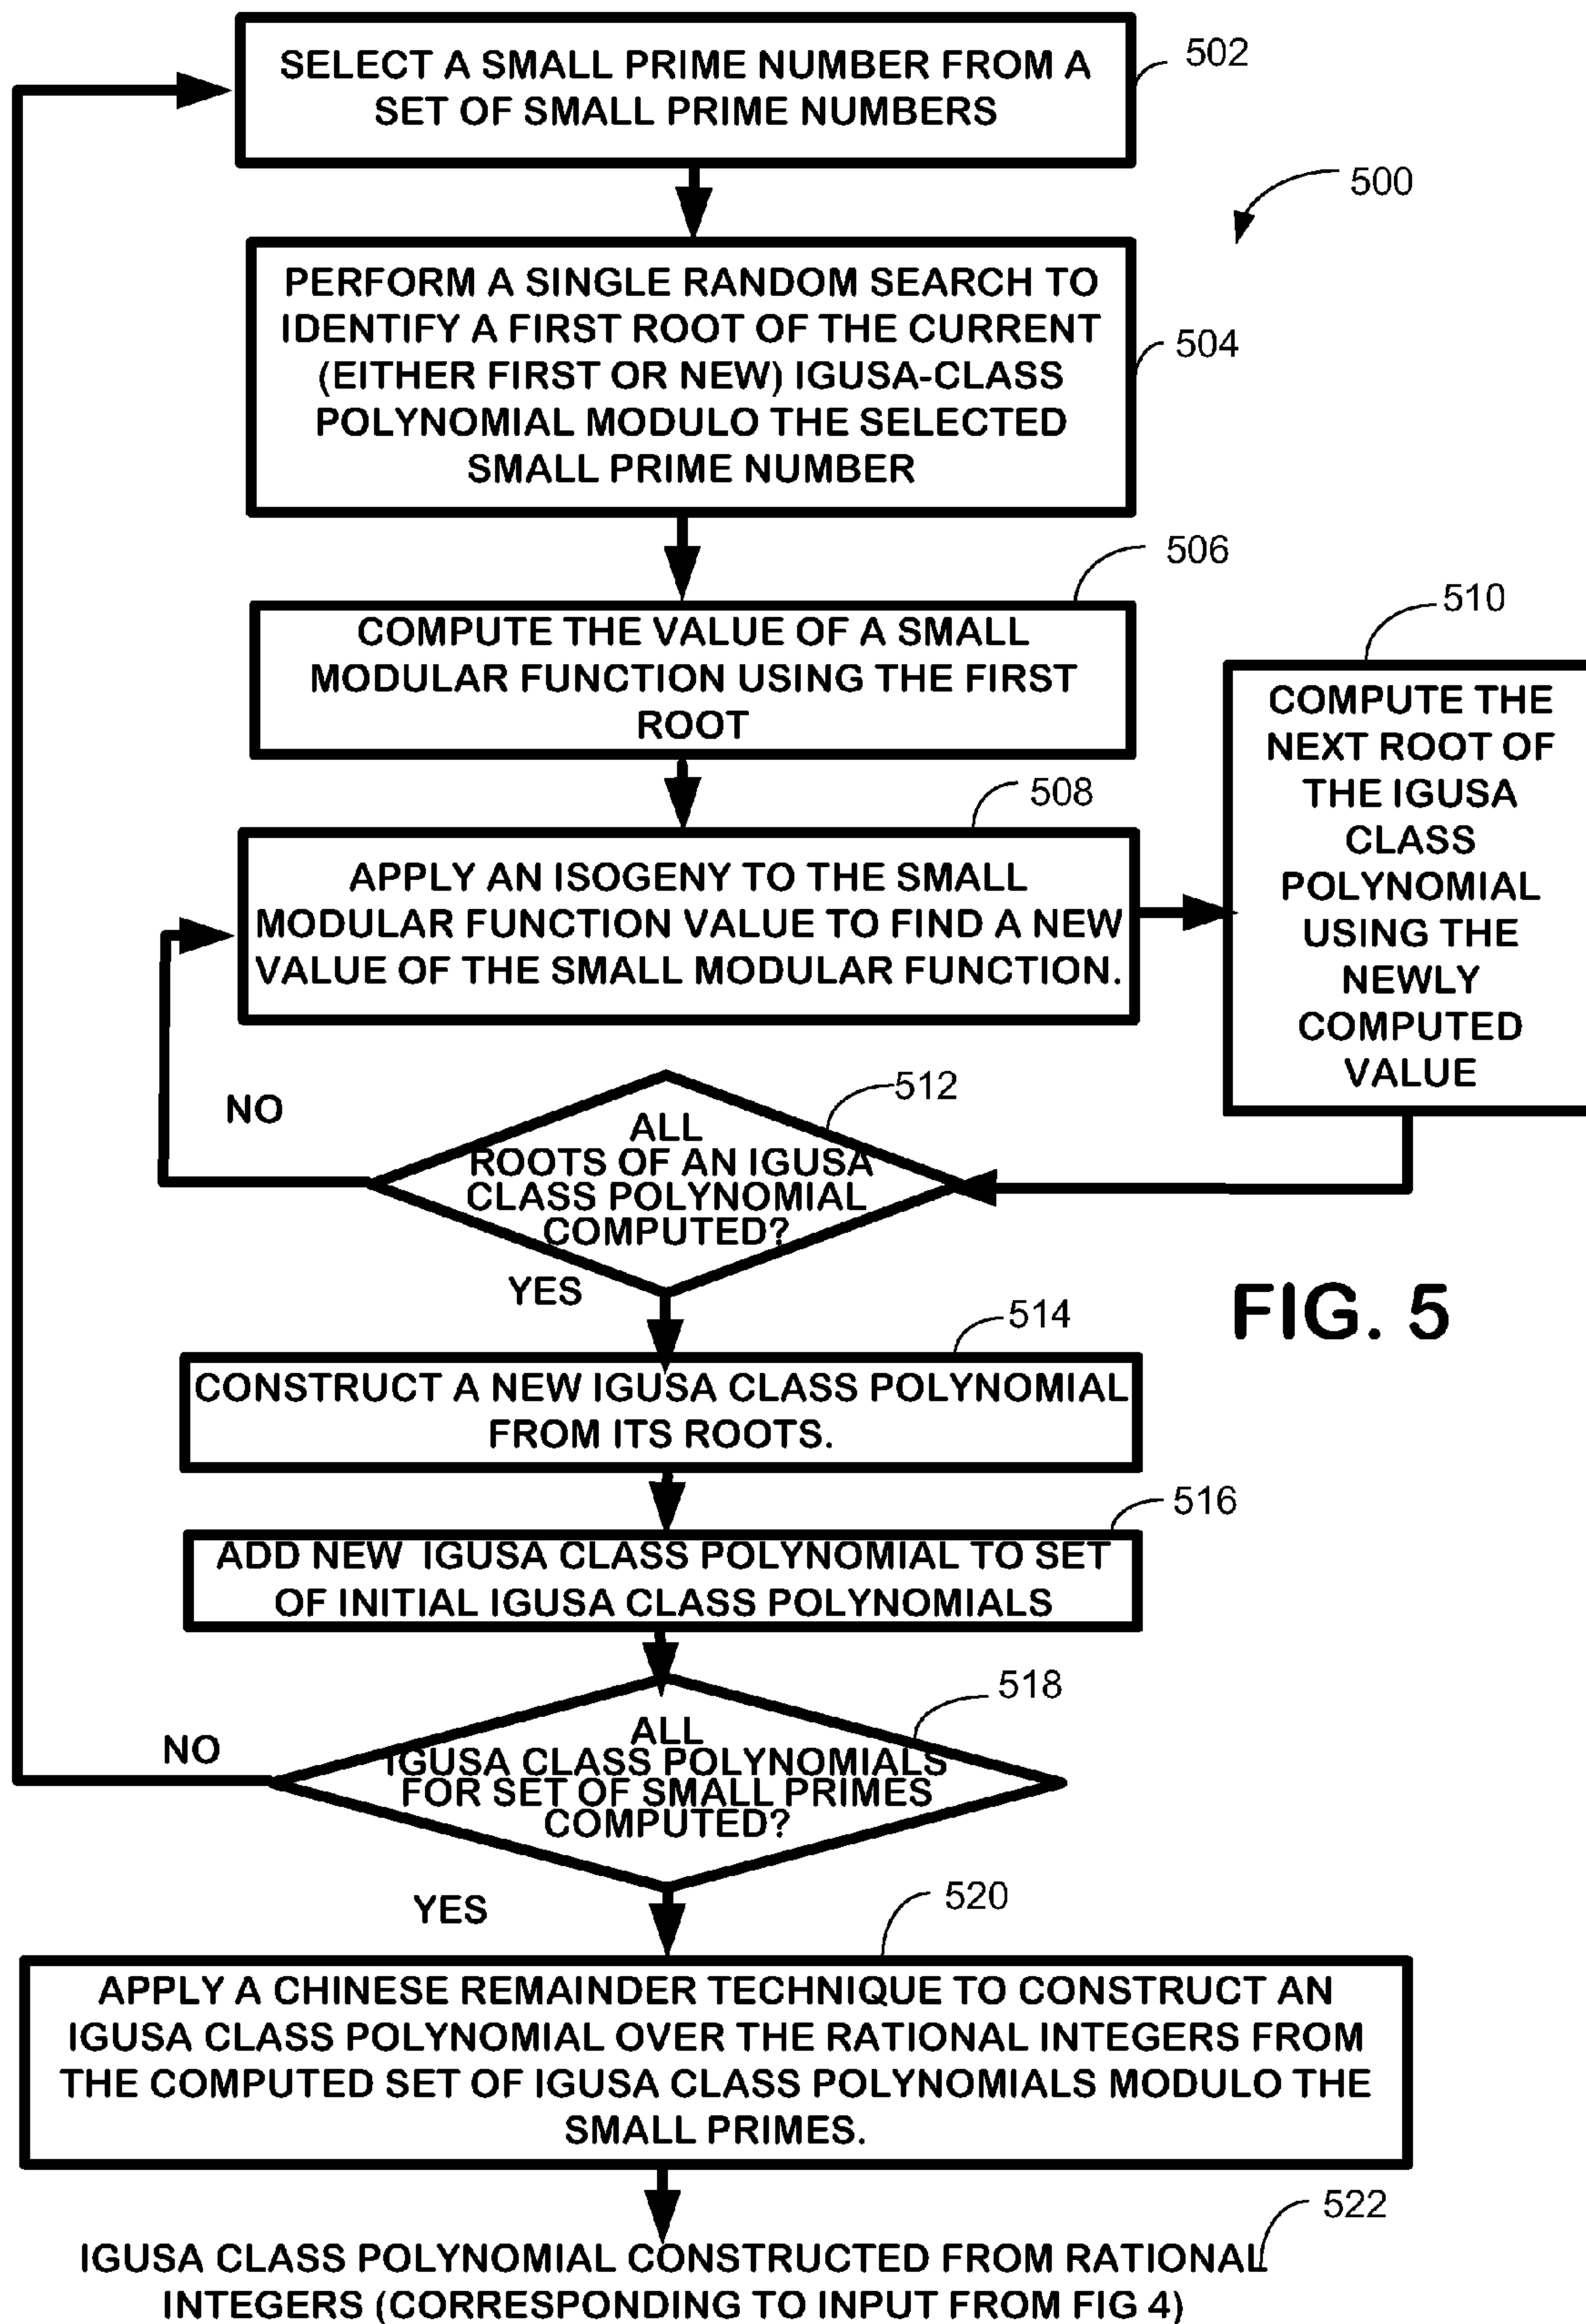 SELECT A SMALL PRIME NUMBER FROM A
SET OF SMALL PRIME NUMBERS
502
500
PERFORM A SINGLE RANDOM SEARCH TO
IDENTIFY A FIRST ROOT OF THE CURRENT
(EITHER FIRST OR NEW) IGUSA-CLASS
POLYNOMIAL MODULO THE SELECTED
SMALL PRIME NUMBER
504
506
COMPUTE THE VALUE OF A SMALL
MODULAR FUNCTION USING THE FIRST
ROOT
508
APPLY AN ISOGENY TO THE SMALL
MODULAR FUNCTION VALUE TO FIND A NEW
VALUE OF THE SMALL MODULAR FUNCTION.
510
COMPUTE THE
NEXT ROOT OF
THE IGUSA
CLASS
POLYNOMIAL
USING THE
NEWLY
COMPUTED
VALUE
512
NO
ALL
ROOTS OF AN IGUSA
CLASS POLYNOMIAL
COMPUTED?
YES
FIG. 5
514
CONSTRUCT A NEW IGUSA CLASS POLYNOMIAL
FROM ITS ROOTS.
516
ADD NEW IGUSA CLASS POLYNOMIAL TO SET
OF INITIAL IGUSA CLASS POLYNOMIALS
518
NO
ALL
IGUSA CLASS POLYNOMIALS
FOR SET OF SMALL PRIMES
COMPUTED?
YES
520
APPLY A CHINESE REMAINDER TECHNIQUE TO CONSTRUCT AN
IGUSA CLASS POLYNOMIAL OVER THE RATIONAL INTEGERS FROM
THE COMPUTED SET OF IGUSA CLASS POLYNOMIALS MODULO THE
SMALL PRIMES.
522
IGUSA CLASS POLYNOMIAL CONSTRUCTED FROM RATIONAL
INTEGERS (CORRESPONDING TO INPUT FROM FIG 4)